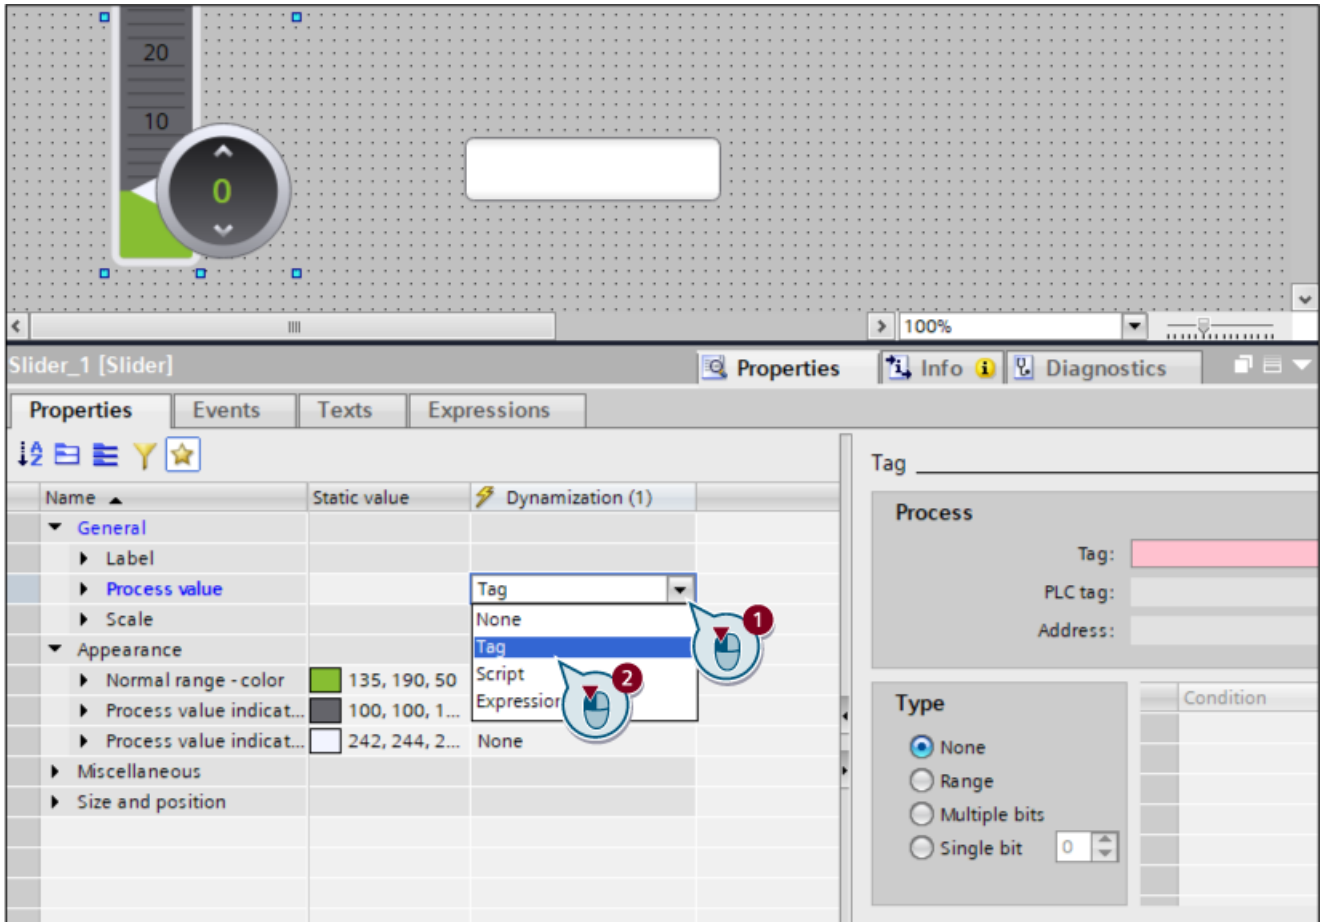 20
10
0
100%
Slider_1 [Slider]
Properties
Info
Diagnostics
Properties
Events
Texts
Expressions
Name
Static value
Dynamization (1)
General
Label
Process value
Tag
Scale
None
Tag
Script
Expression
1
2
Appearance
Normal range - color
135, 190, 50
Process value indicat...
100, 100, 1...
Process value indicat...
242, 244, 2...
None
Miscellaneous
Size and position
Tag
Process
Tag:
PLC tag:
Address:
Type
None
Range
Multiple bits
Single bit
0
Condition